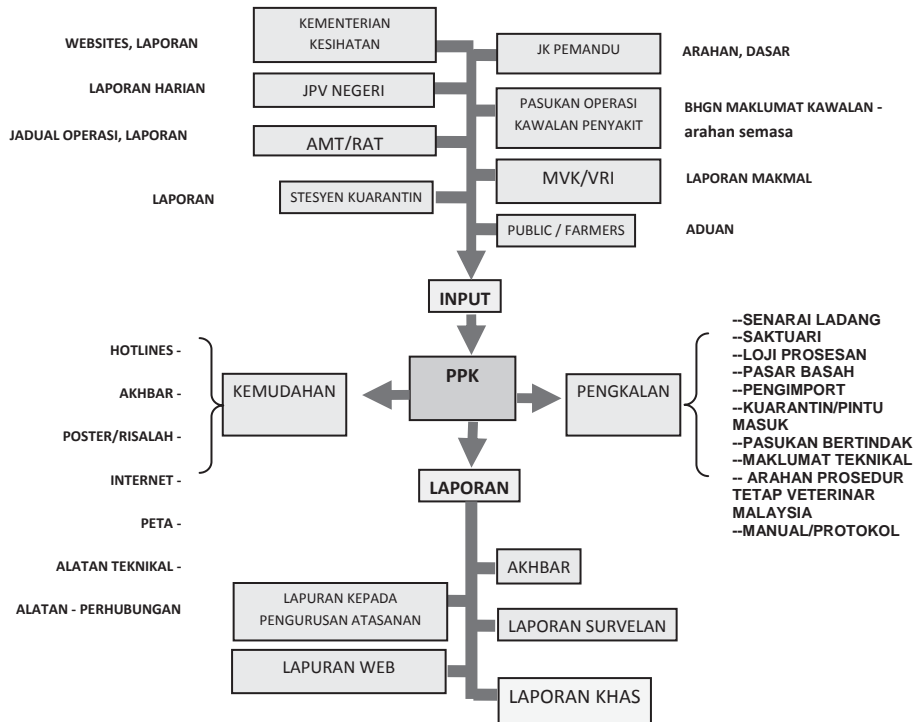 KEMENTERIAN
KESIHATAN
WEBSITES, LAPORAN
JK PEMANDU
ARAHAN, DASAR
LAPORAN HARIAN
JPV NEGERI
PASUKAN OPERASI
KAWALAN PENYAKIT
BHGN MAKLUMAT KAWALAN -
arahan semasa
JADUAL OPERASI, LAPORAN
AMT/RAT
MVK/VRI
LAPORAN MAKMAL
LAPORAN
STESYEN KUARANTIN
PUBLIC / FARMERS
ADUAN
INPUT
PPK
HOTLINES -
AKHBAR -
POSTER/RISALAH -
INTERNET -
PETA -
ALATAN TEKNIKAL -
ALATAN - PERHUBUNGAN
KEMUDAHAN
PENGKALAN
--SENARAI LADANG
--SAKTUARI
--LOJI PROSESAN
--PASAR BASAH
--PENGIMPORT
--KUARANTIN/PINTU
MASUK
--PASUKAN BERTINDAK
--MAKLUMAT TEKNIKAL
-- ARAHAN PROSEDUR
TETAP VETERINAR
MALAYSIA
--MANUAL/PROTOKOL
LAPORAN
AKHBAR
LAPURAN KEPADA
PENGURUSAN ATASANAN
LAPORAN SURVELAN
LAPURAN WEB
LAPORAN KHAS